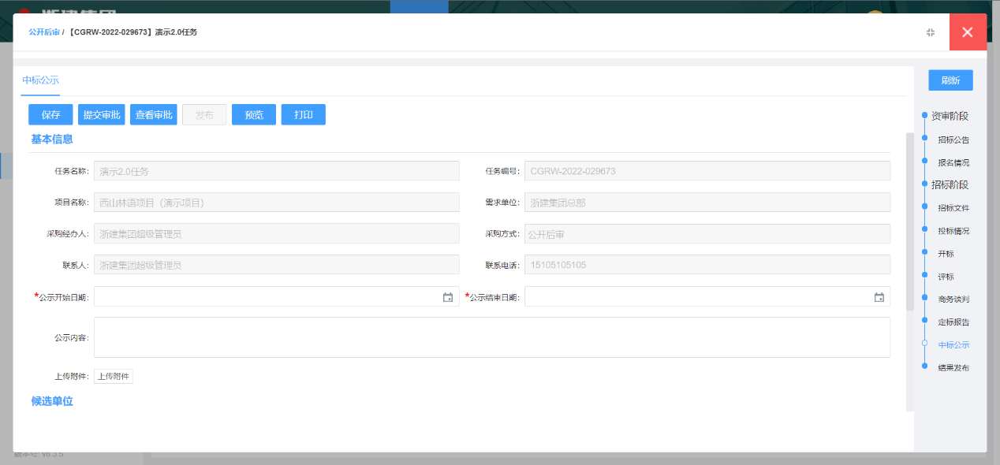 浙建集团
公开后审 / 【CGRW-2022-029673】演示2.0任务
中标公示
刷新
保存 提交审批 查看审批 发布 预览 打印
基本信息
任务名称: 演示2.0任务
任务编号: CGRW-2022-029673
项目名称: 西山林语项目（演示项目）
需求单位: 浙建集团总部
采购经办人: 浙建集团超级管理员
采购方式: 公开后审
联系人: 浙建集团超级管理员
联系电话: 15105105105
*公示开始日期:
*公示结束日期:
公示内容:
上传附件: 上传附件
候选单位
资审阶段
招标公告
报名情况
招标阶段
招标文件
投标情况
开标
评标
商务谈判
定标报告
中标公示
结果发布
版本号: V6.3.5